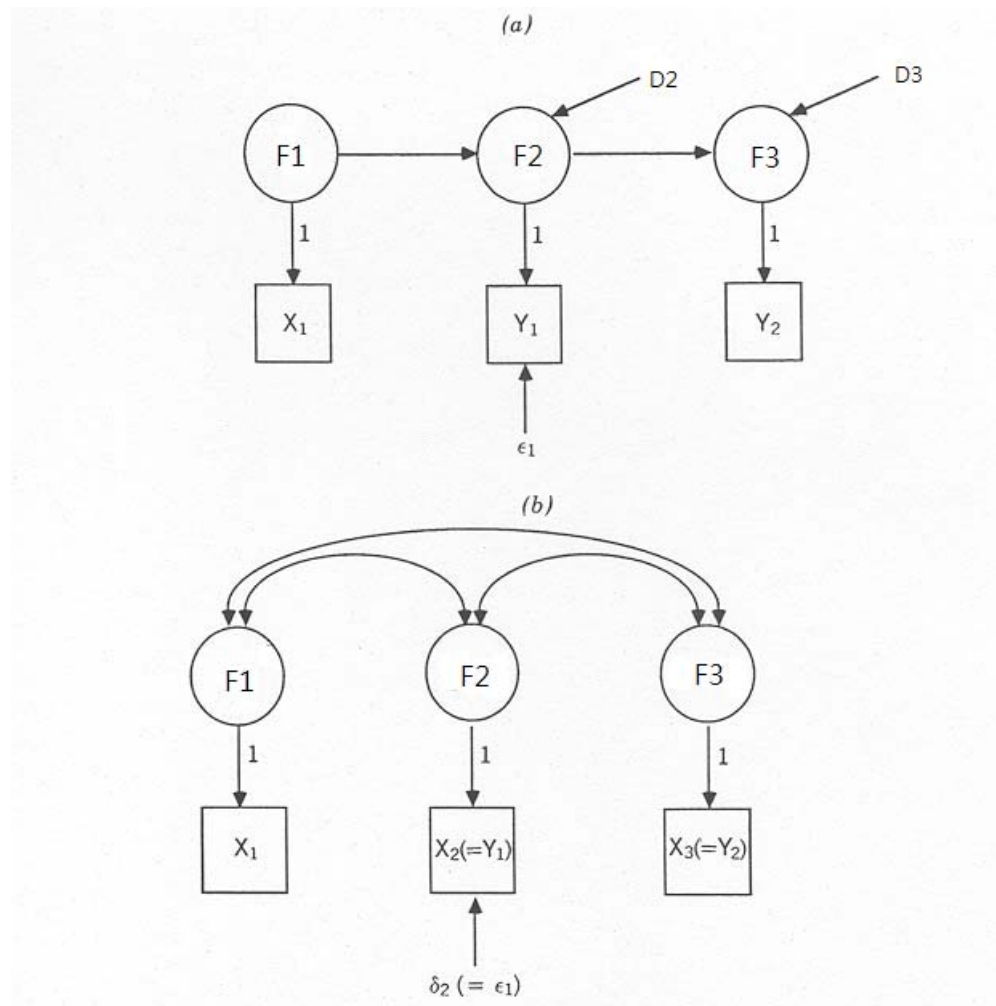 (a)
D2
D3
F1
F2
F3
1
1
1
X₁
Y₁
Y₂
ϵ₁
(b)
F1
F2
F3
1
1
1
X₁
X₂(=Y₁)
X₃(=Y₂)
δ₂ (= ϵ₁)